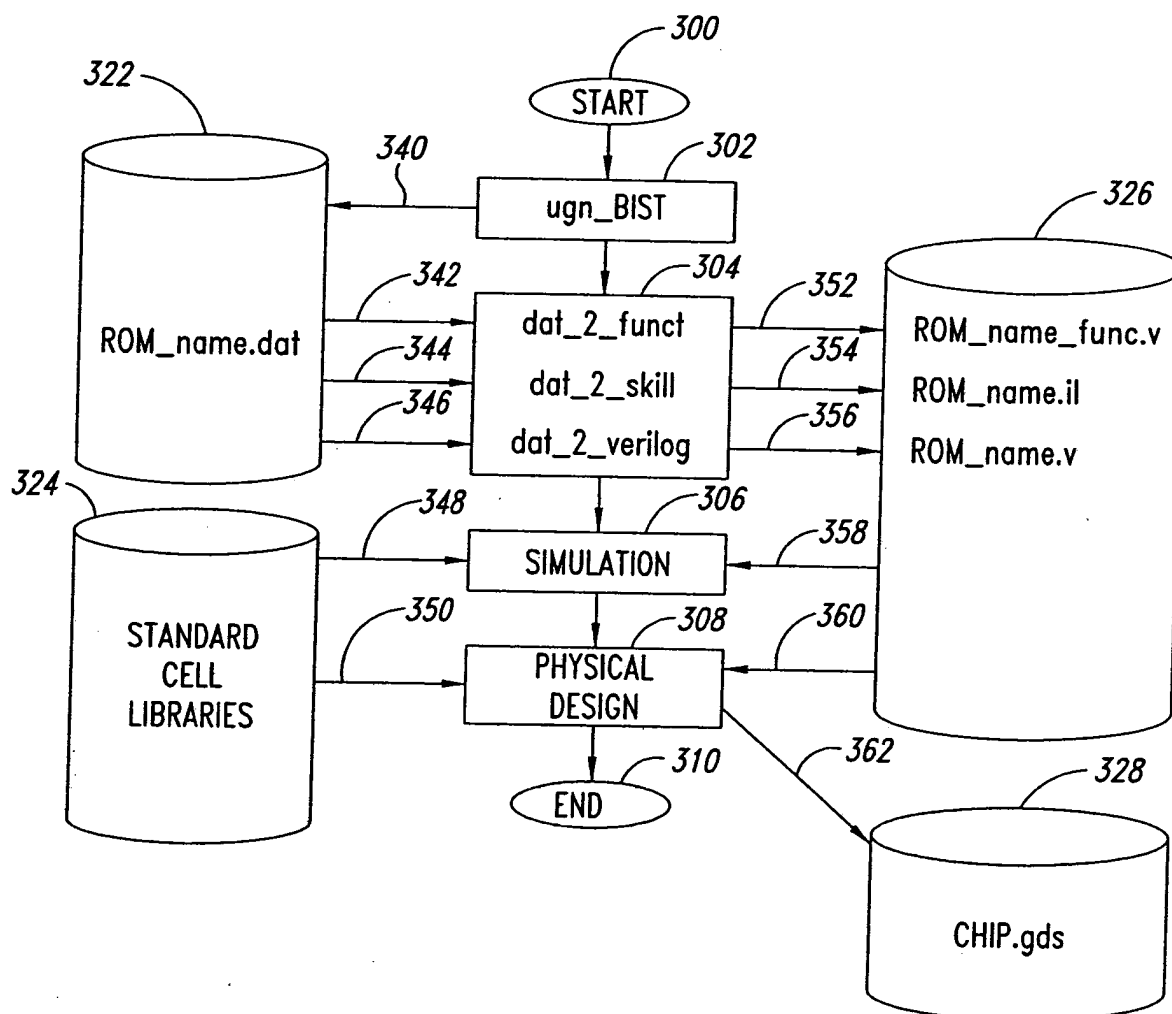 300
START
322
340
302
ugn_BIST
326
342
304
352
ROM_name.dat
dat_2_funct
ROM_name_func.v
344
354
dat_2_skill
ROM_name.il
346
356
dat_2_verilog
ROM_name.v
324
348
306
358
SIMULATION
350
308
360
STANDARD
CELL
LIBRARIES
PHYSICAL
DESIGN
362
310
END
328
CHIP.gds